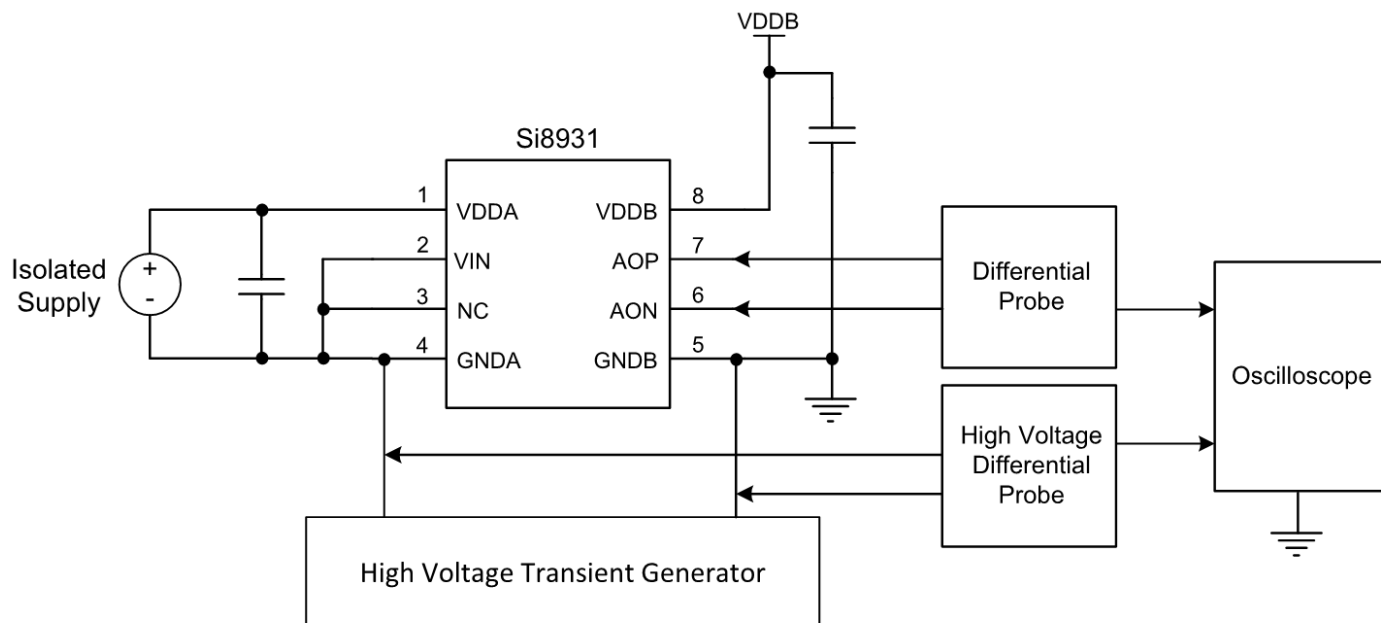 VDDB
Si8931
1
VDDA
VDDB
8
2
VIN
AOP
7
3
NC
AON
6
4
GNDA
GNDB
5
Isolated
Supply
+
-
Differential
Probe
High Voltage
Differential
Probe
Oscilloscope
High Voltage Transient Generator